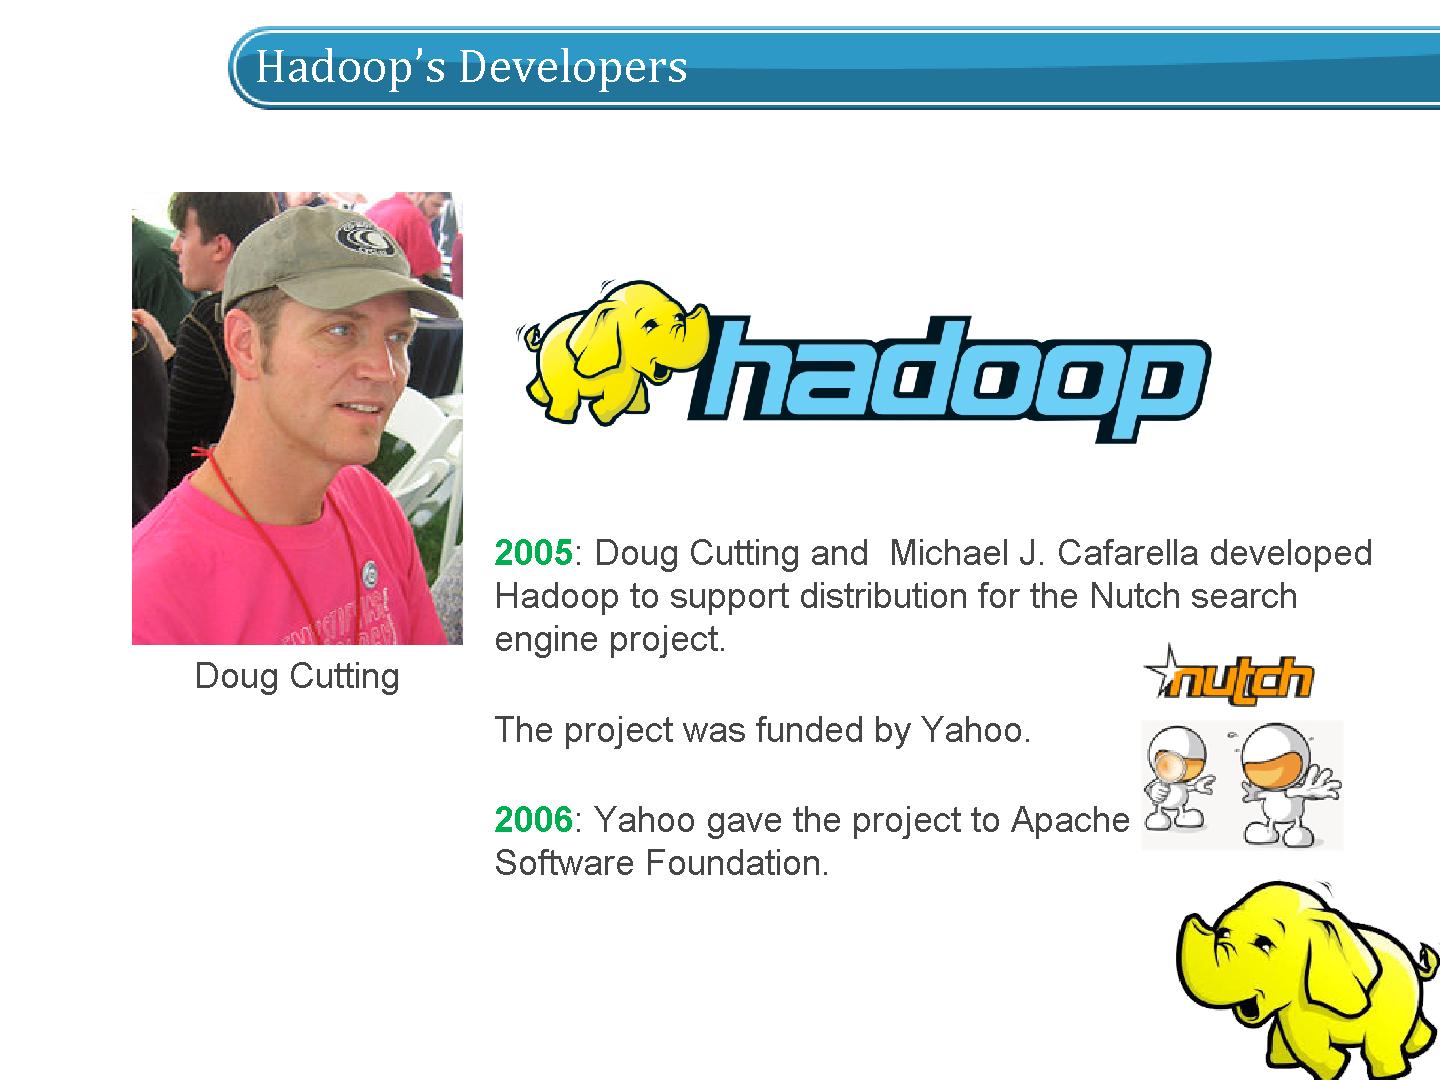 Hadoop’s Developers
hadoop
2005: Doug Cutting and  Michael J. Cafarella developed
Hadoop to support distribution for the Nutch search
engine project.
nutch
Doug Cutting
The project was funded by Yahoo.
2006: Yahoo gave the project to Apache
Software Foundation.